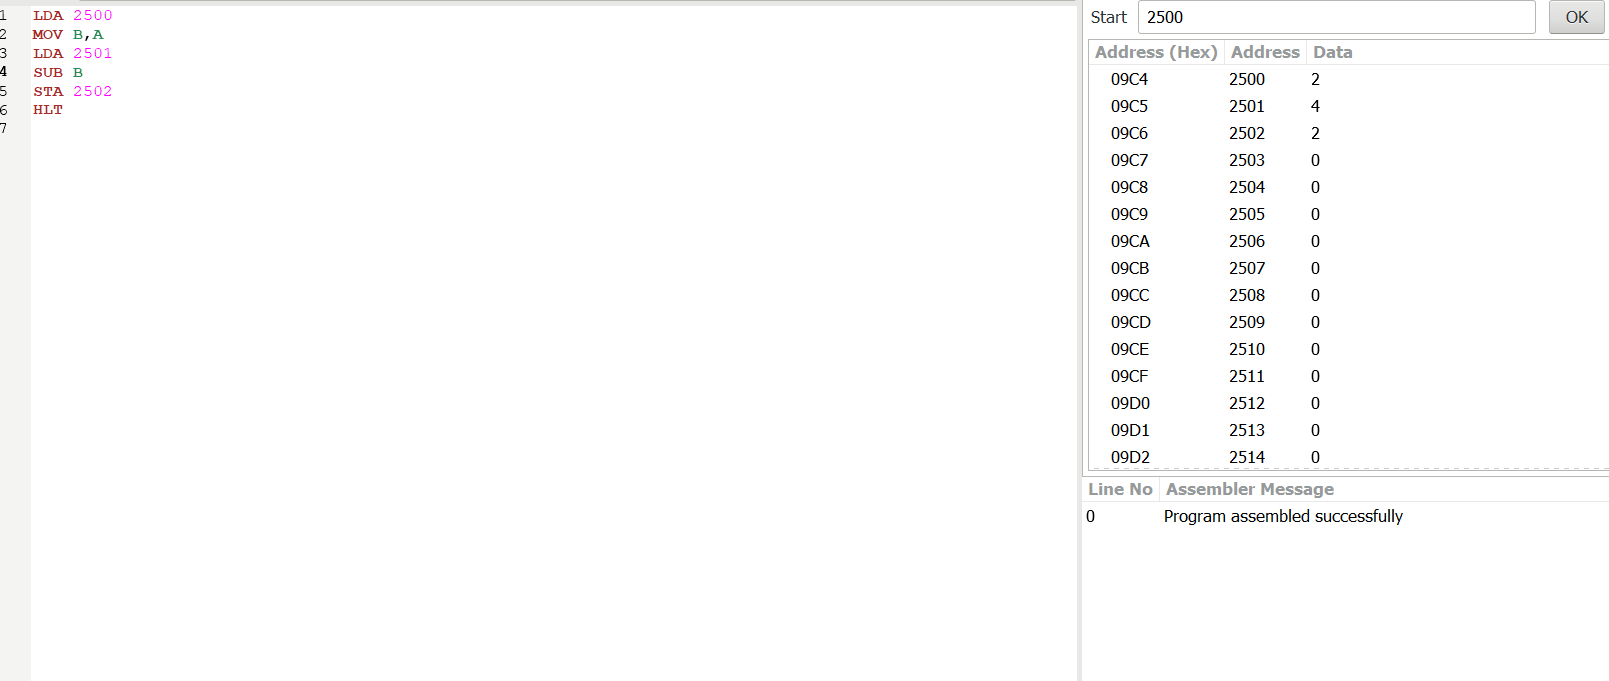 1 LDA 2500
2 MOV B,A
3 LDA 2501
4 SUB B
5 STA 2502
6 HLT
7
Start 2500 OK
Address (Hex) Address Data
09C4 2500 2
09C5 2501 4
09C6 2502 2
09C7 2503 0
09C8 2504 0
09C9 2505 0
09CA 2506 0
09CB 2507 0
09CC 2508 0
09CD 2509 0
09CE 2510 0
09CF 2511 0
09D0 2512 0
09D1 2513 0
09D2 2514 0
Line No Assembler Message
0 Program assembled successfully